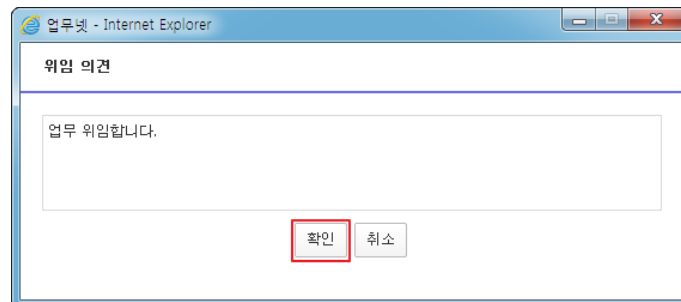 업무넷 - Internet Explorer
위임 의견
업무 위임합니다.
확인 취소